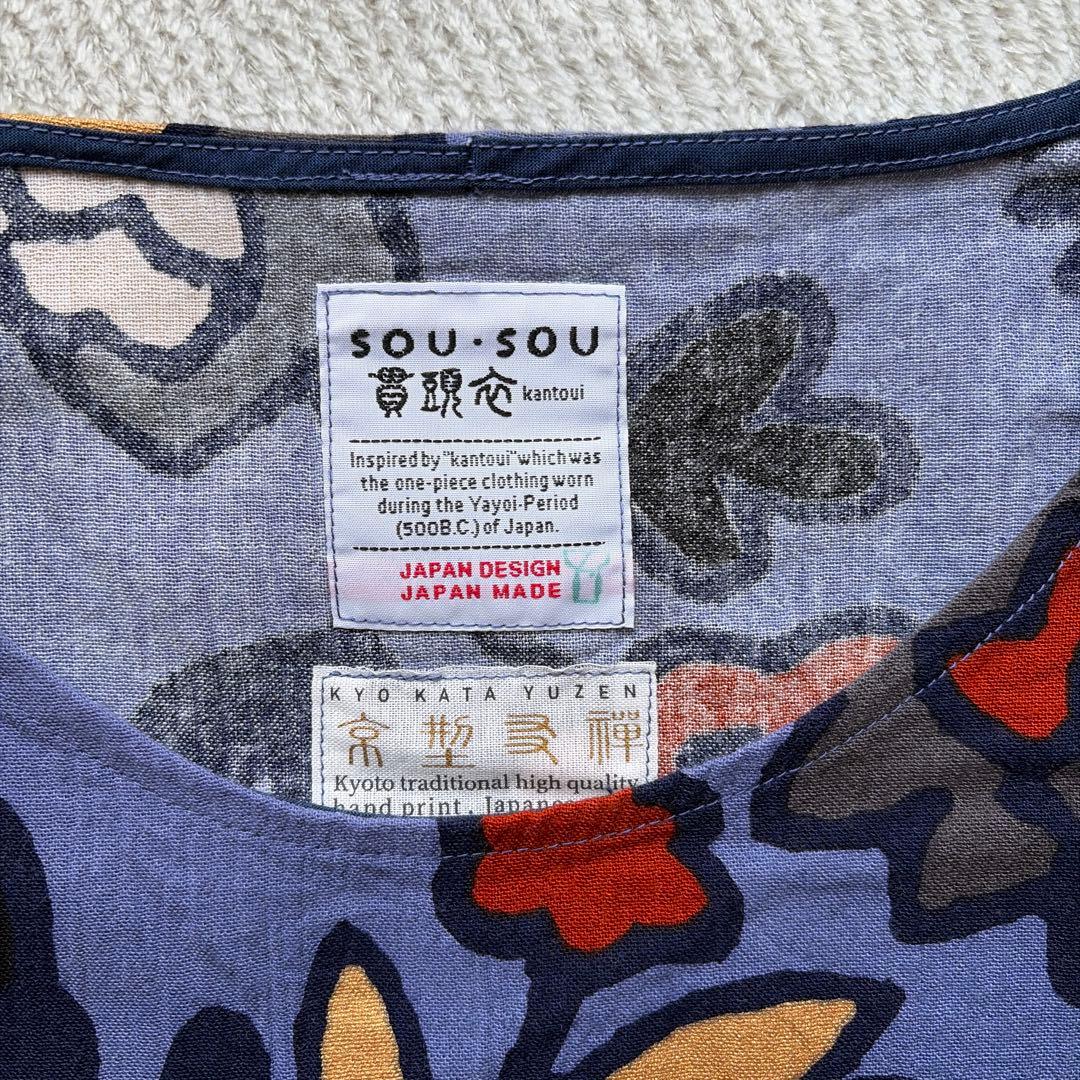 SOU・SOU
貫頭衣 kantoui
Inspired by "kantoui" which was
the one-piece clothing worn
during the Yayoi-Period
(500B.C.) of Japan.
JAPAN DESIGN
JAPAN MADE
KYO KATA YUZEN
京型友禅
Kyoto traditional high quality
hand print. Japan